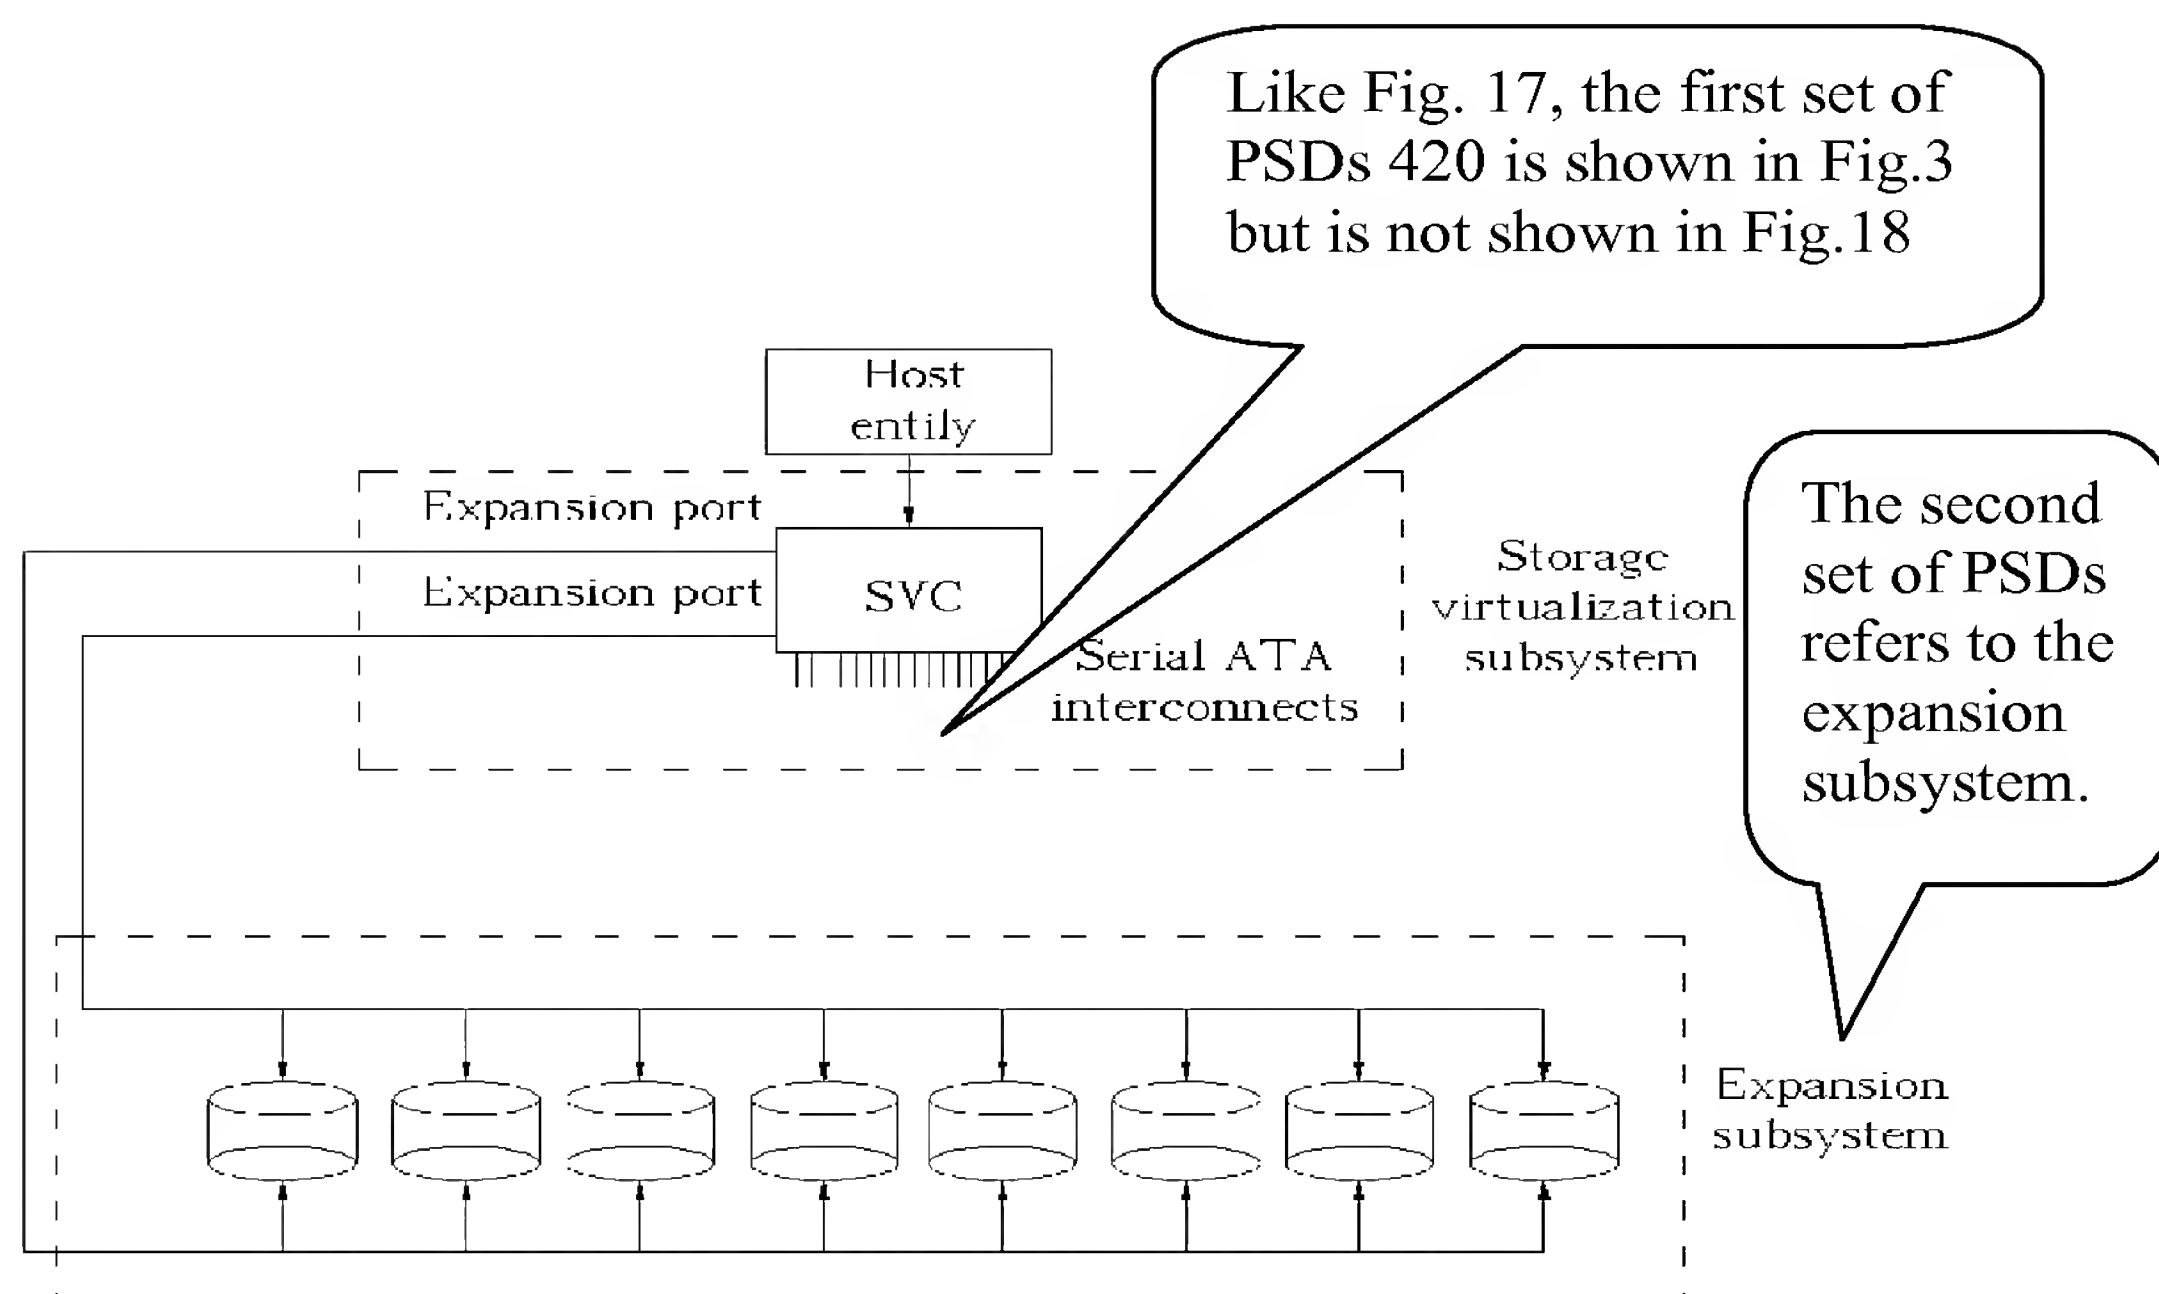 Like Fig. 17, the first set of
PSDs 420 is shown in Fig.3
but is not shown in Fig.18
Host
entily
Expansion port
Expansion port
SVC
Serial ATA
interconnects
Storage
virtualization
subsystem
The second
set of PSDs
refers to the
expansion
subsystem.
Expansion
subsystem